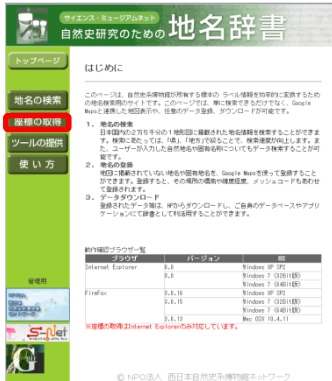 サイエンス・ミュージアムネット
自然史研究のための地名辞書
トップページ
地名の検索
座標の取得
ツールの提供
使い方
管理用
はじめに
このページは、自然史系博物館が所有する標本の ラベル情報を効率的に実換するため
の地名検索用のサイトです。このページでは、単に検索できるだけでなく、Google
Mapsと連携した地図表示や、任意のデータ登録、ダウンロードが可能です。
1. 地名の検索
日本国内の2万5千分の1地形図に掲載された地名情報を検索することができま
す。検索にあたっては、「県」「地方」で絞ることで、検索速度が向上します。ま
た、ユーザーが入力した自然地名や固有名称についてもデータ検索することが可
能です。
2. 地名の登録
地図に掲載されていない地名や固有地名を、Google Mapsを使って登録すること
ができます。登録すると、その場所の標高や緯度経度、メッシュコードもあわせ
て登録されます。
3. データダウンロード
登録されたデータ類は、HPからダウンロードし、ご自身のデータベースやアプリ
ケーションにて辞書として利活用することができます。
動作確認ブラウザ一覧
ブラウザ バージョン OS
Internet Explorer 8.0 Windows XP SP2
8.0 Windows 7 (32Bit版)
Windows 7 (64Bit版)
FireFox 3.6.16 Windows XP SP2
3.6.15 Windows 7 (32Bit版)
Windows 7 (64Bit版)
3.6.13 Mac OSX 10.4.11
※座標の取得はInternet Explorerのみ対応しています。
S-Net
© NPO法人 西日本自然史系博物館ネットワーク